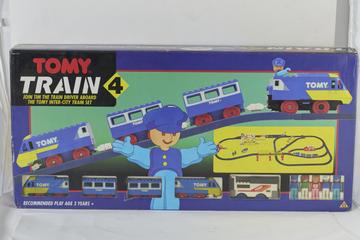 TOMY
TRAIN 4
JOIN TIM THE TRAIN DRIVER ABOARD
THE TOMY INTER-CITY TRAIN SET
TOMY
TOMY
TOMY
RECOMMENDED PLAY AGE 3 YEARS +